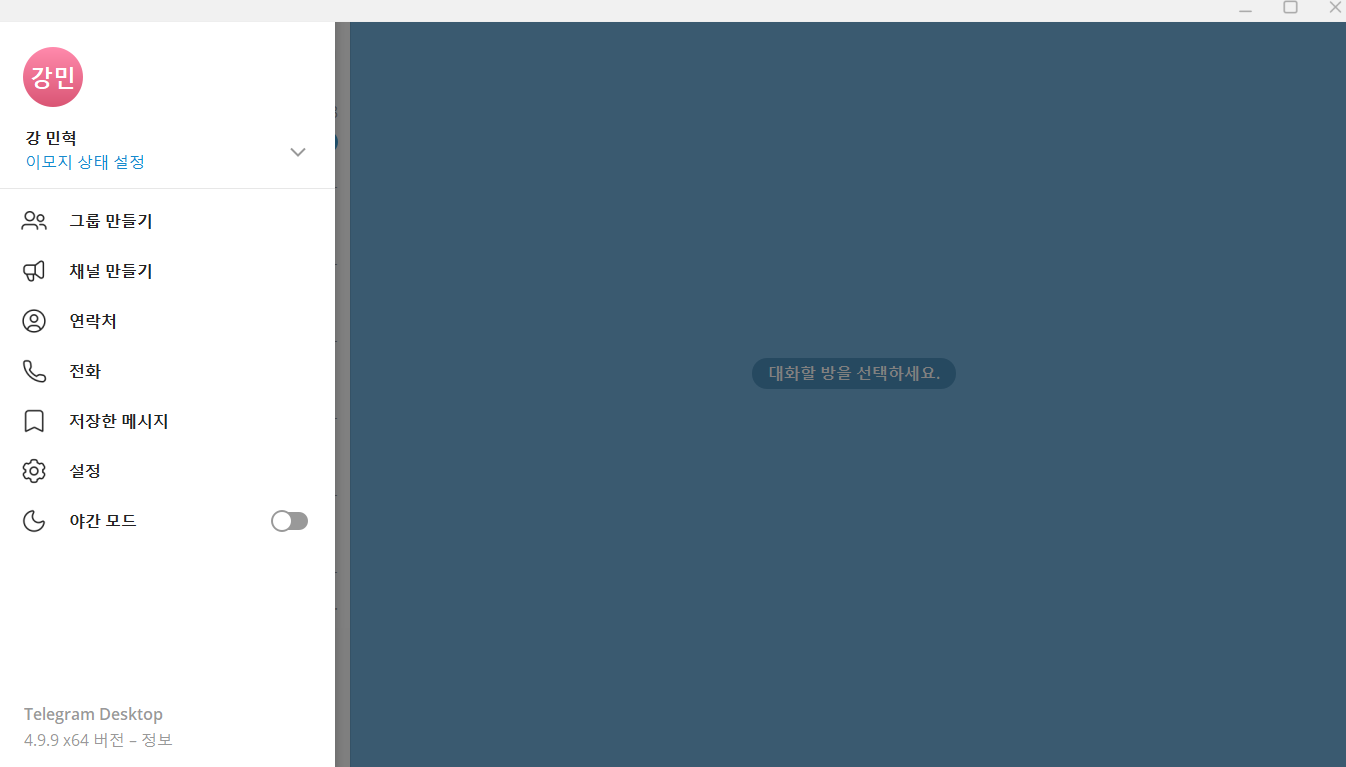 강민
강 민혁
이모지 상태 설정
그룹 만들기
채널 만들기
연락처
전화
저장한 메시지
설정
야간 모드
대화할 방을 선택하세요.
Telegram Desktop
4.9.9 x64 버전 – 정보